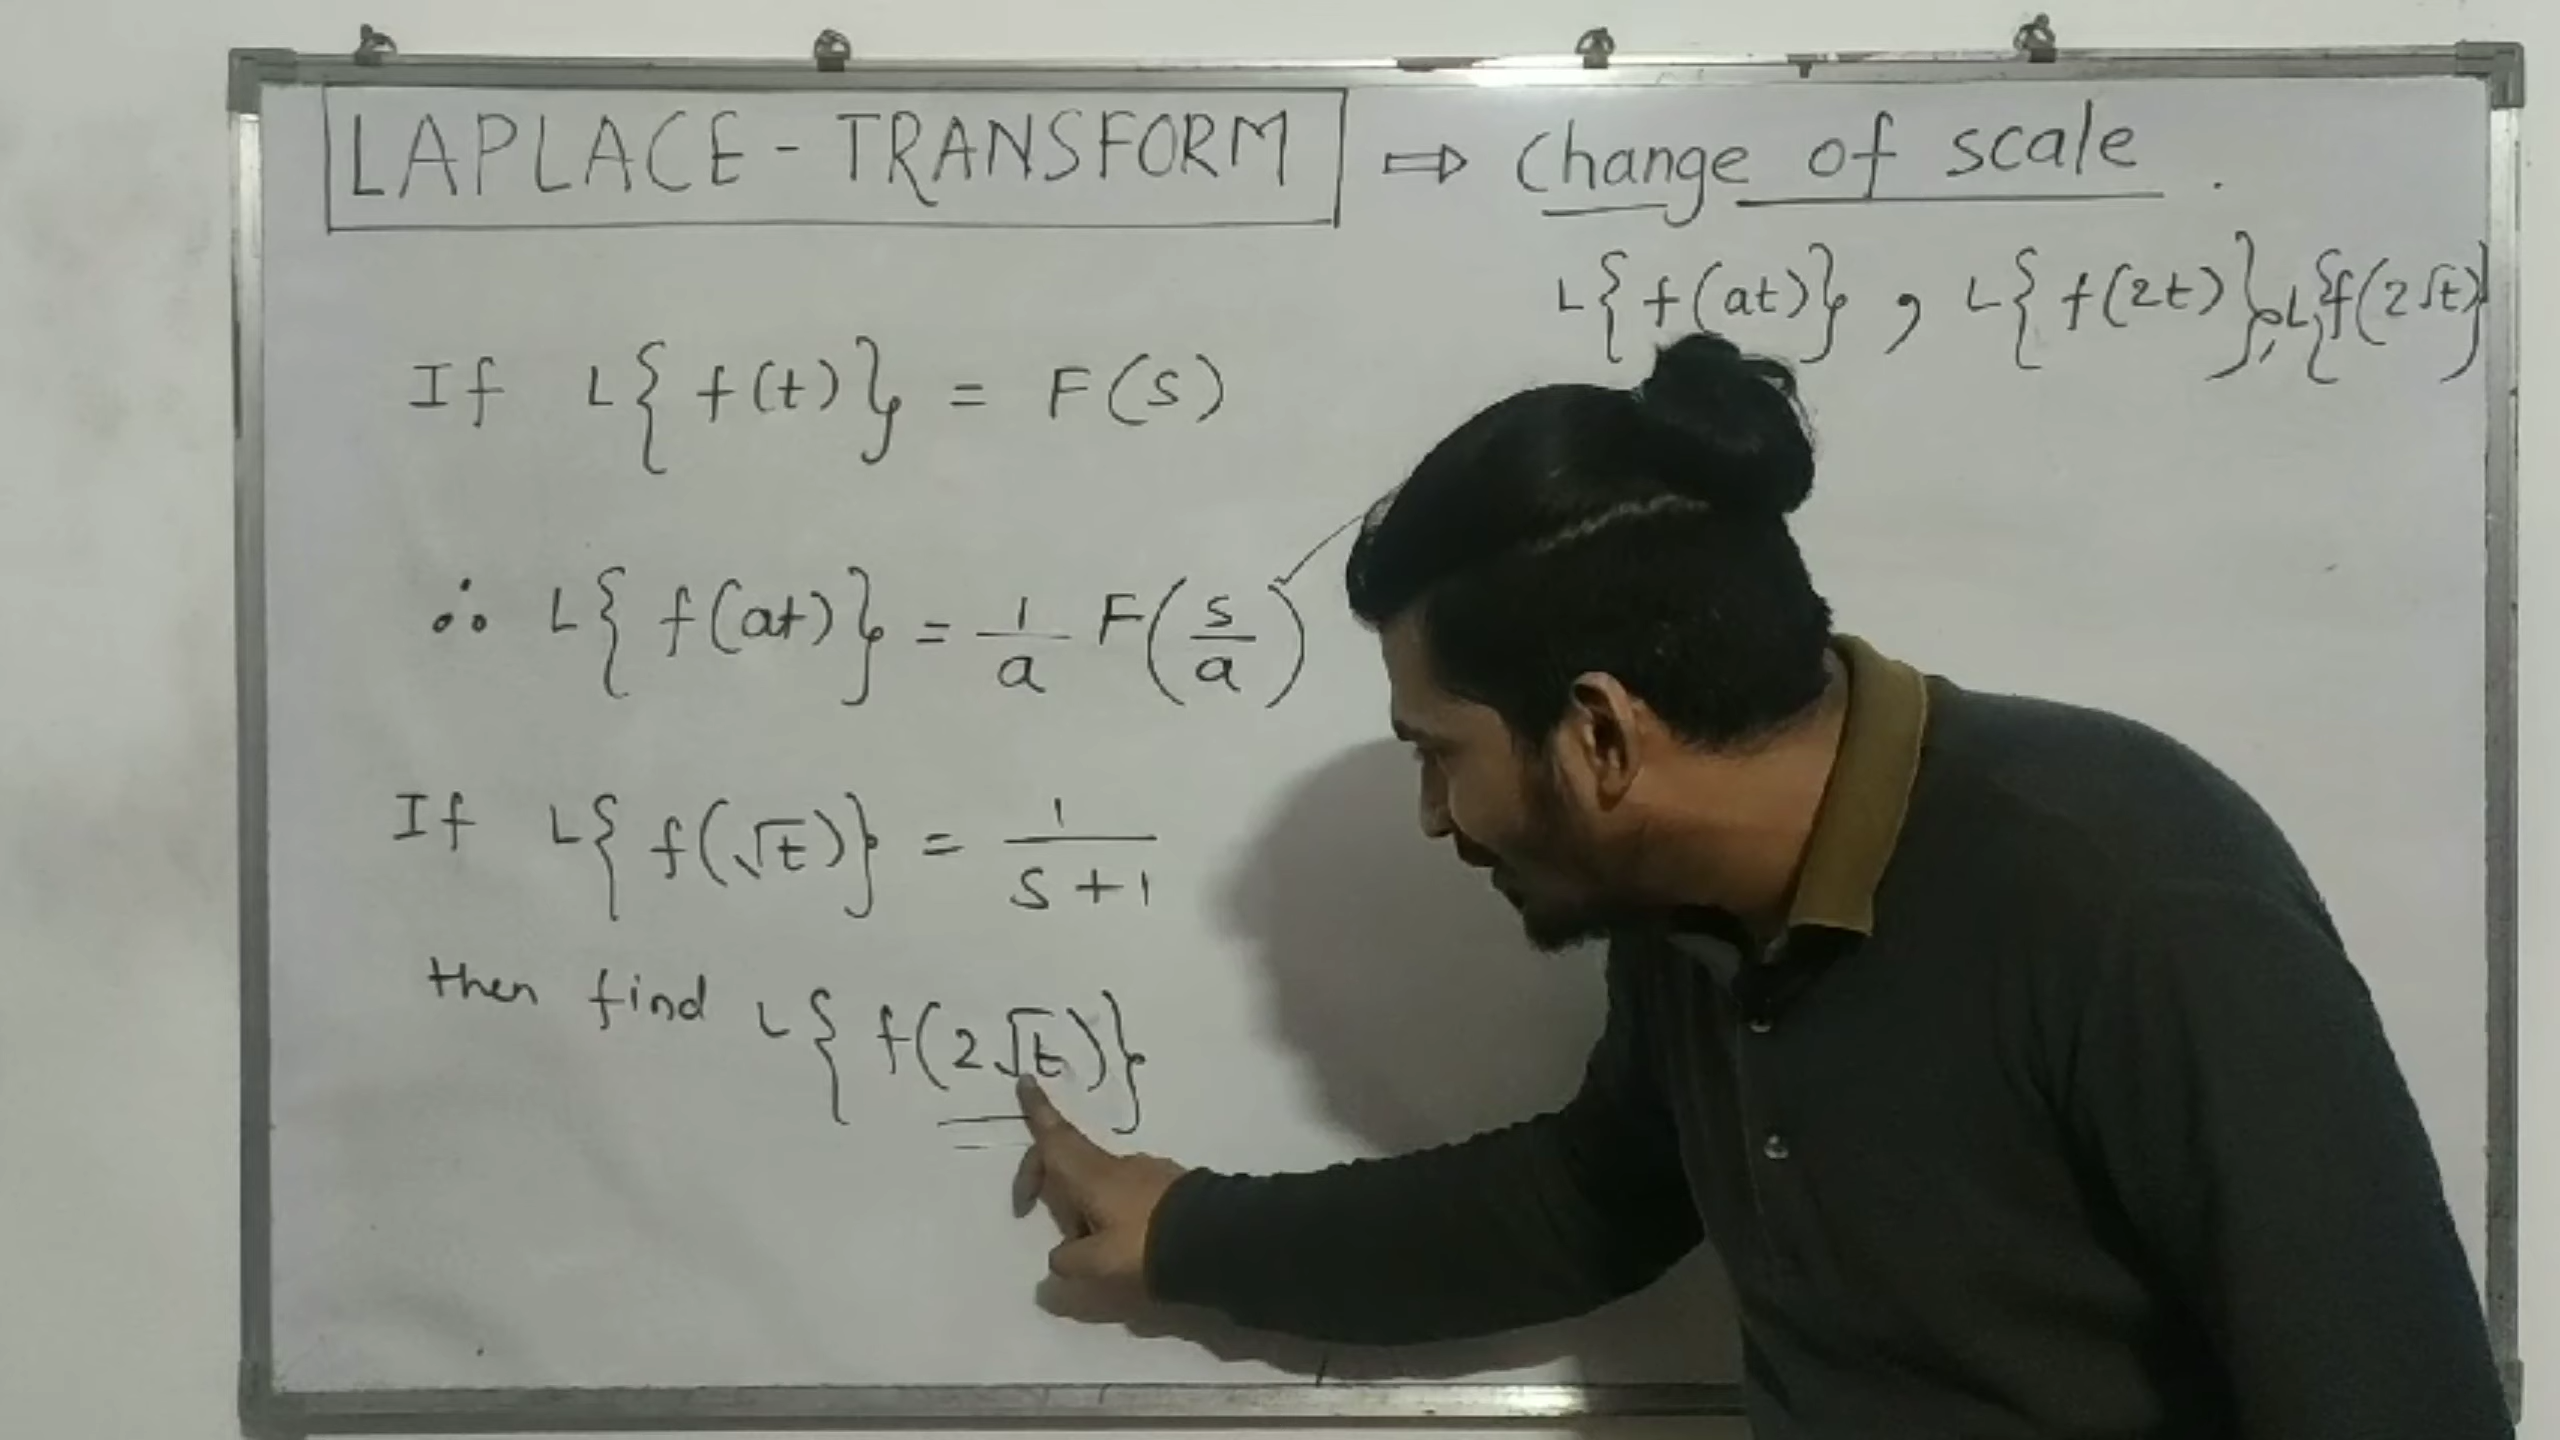 LAPLACE - TRANSFORM ⇒ Change of scale.
L{f(at)}, L{f(2t)}, L{f(2√t)}
If L{f(t)} = F(s)
∴ L{f(at)} = 1/a F(s/a)
If L{f(√t)} = 1/(s+1)
then find L{f(2√t)}